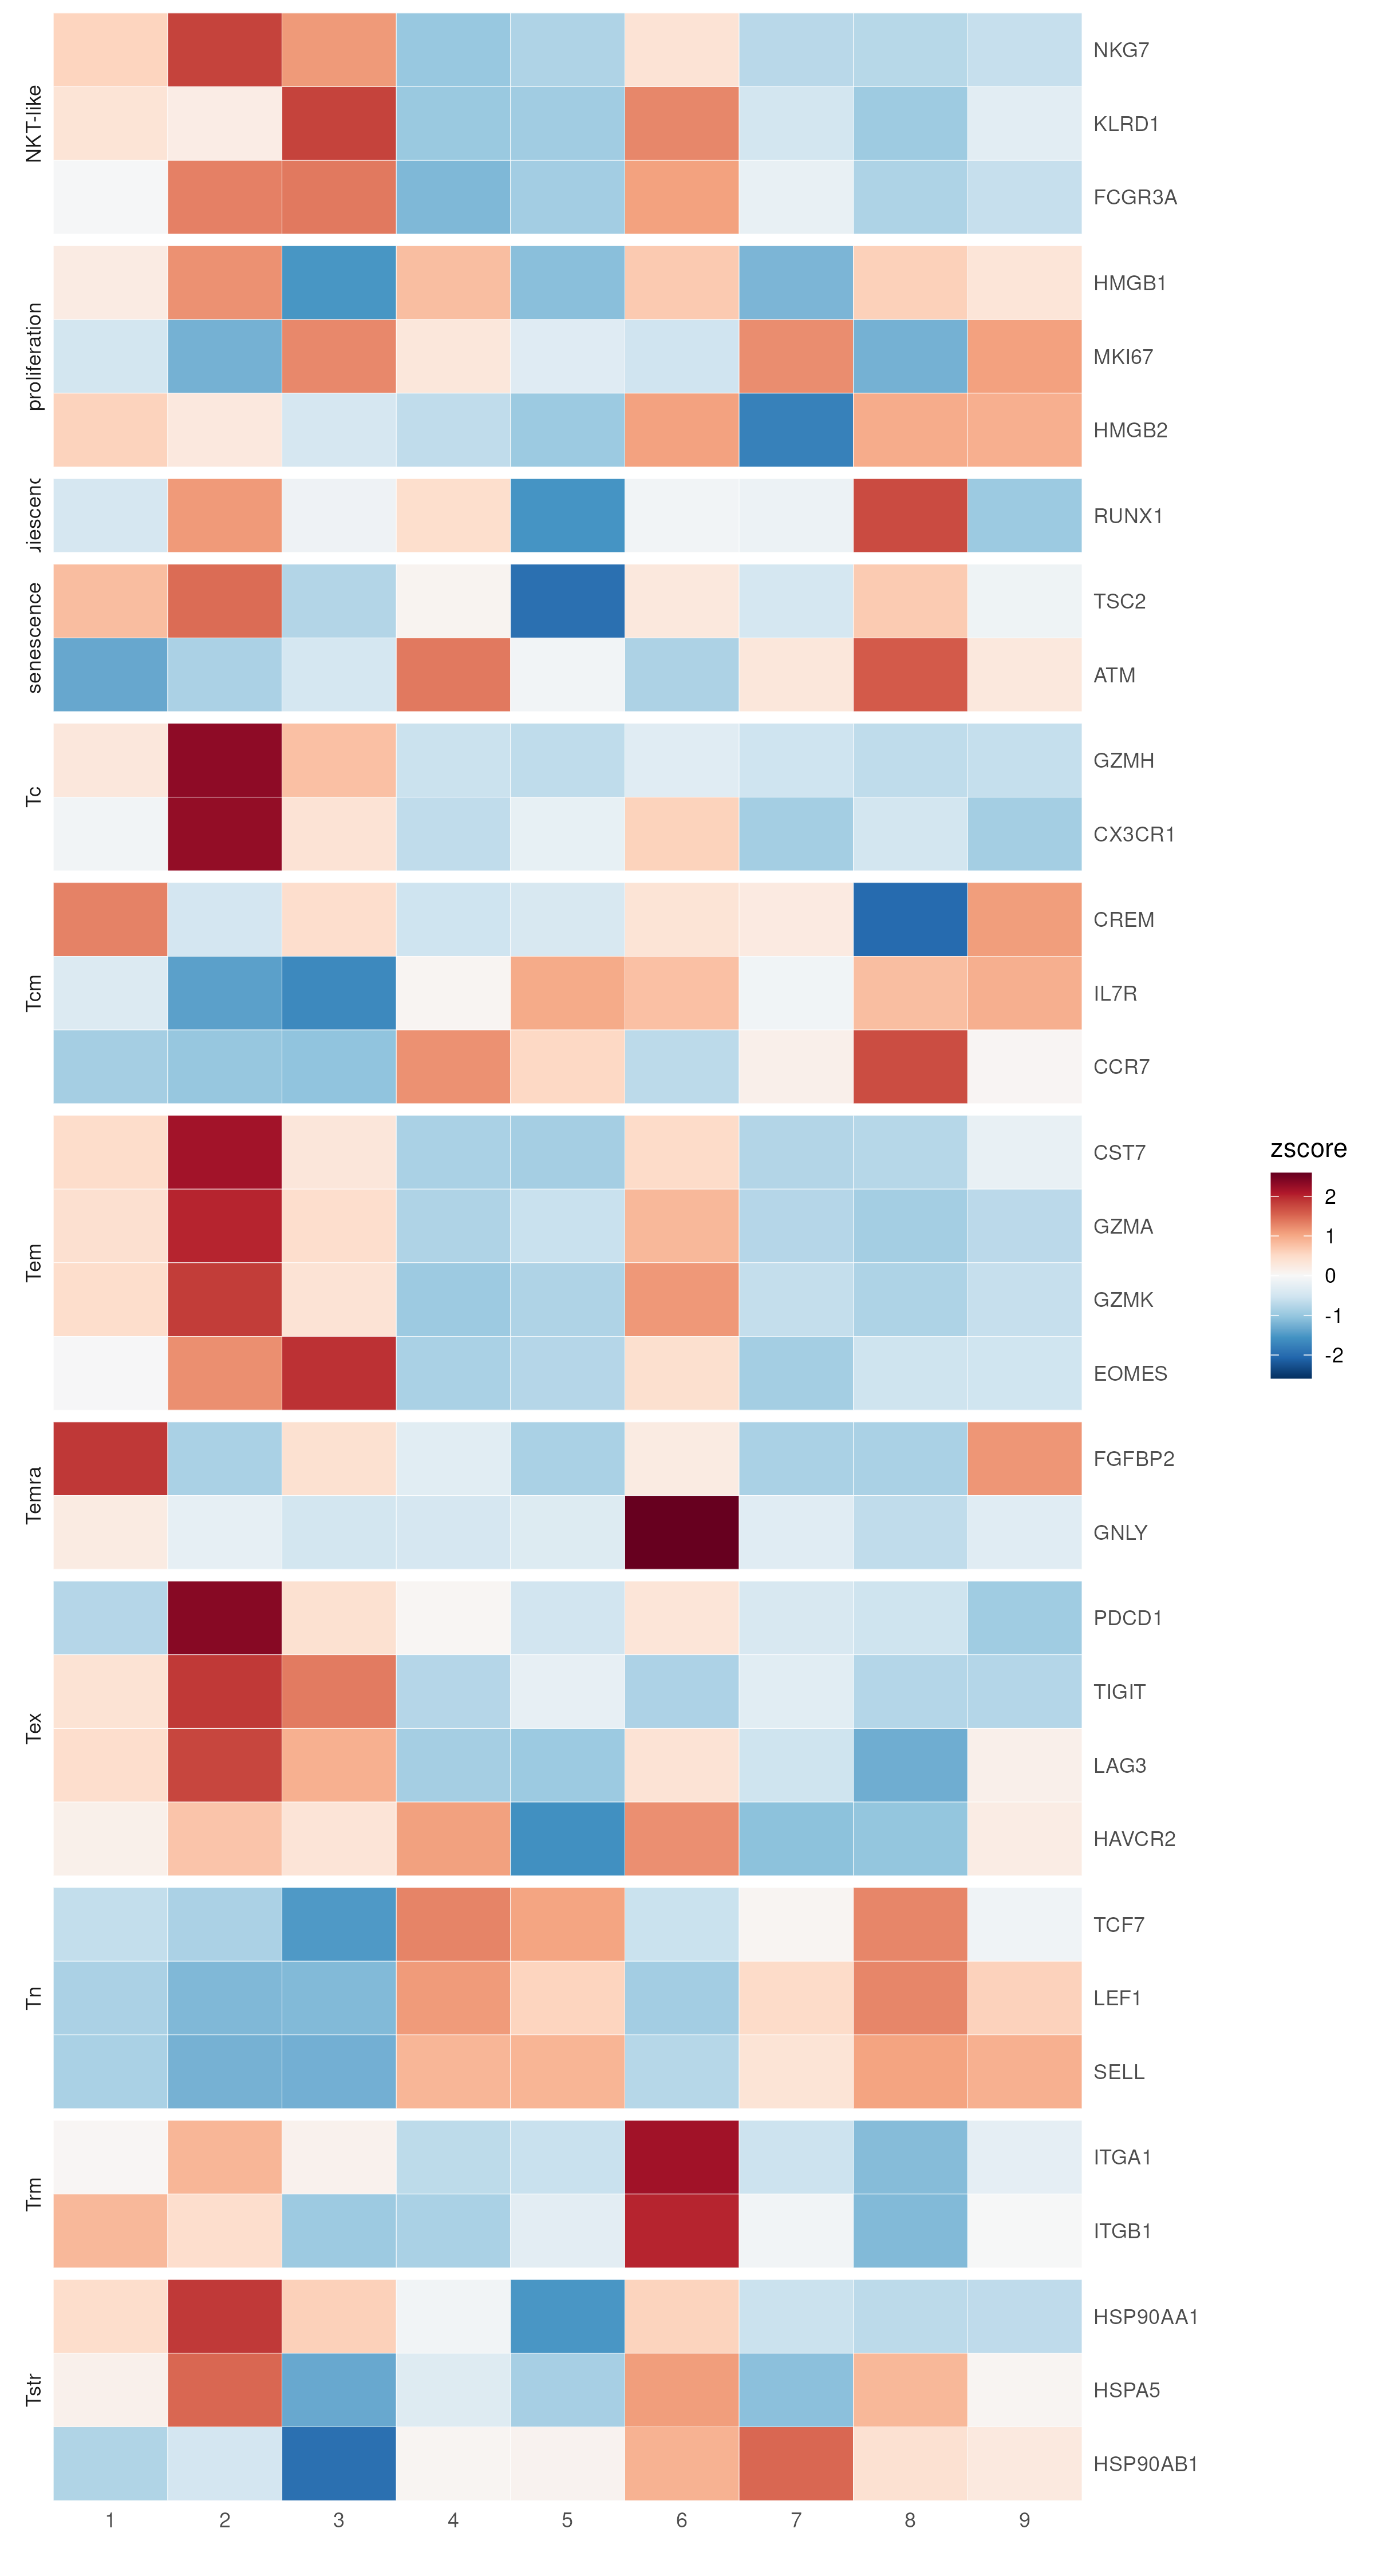 NKT-like
NKG7
KLRD1
FCGR3A
proliferation
HMGB1
MKI67
HMGB2
iescenc
RUNX1
senescence
TSC2
ATM
Tc
GZMH
CX3CR1
Tcm
CREM
IL7R
CCR7
Tem
CST7
GZMA
GZMK
EOMES
Temra
FGFBP2
GNLY
Tex
PDCD1
TIGIT
LAG3
HAVCR2
Tn
TCF7
LEF1
SELL
Trm
ITGA1
ITGB1
Tstr
HSP90AA1
HSPA5
HSP90AB1
1 2 3 4 5 6 7 8 9
zscore
2
1
0
-1
-2